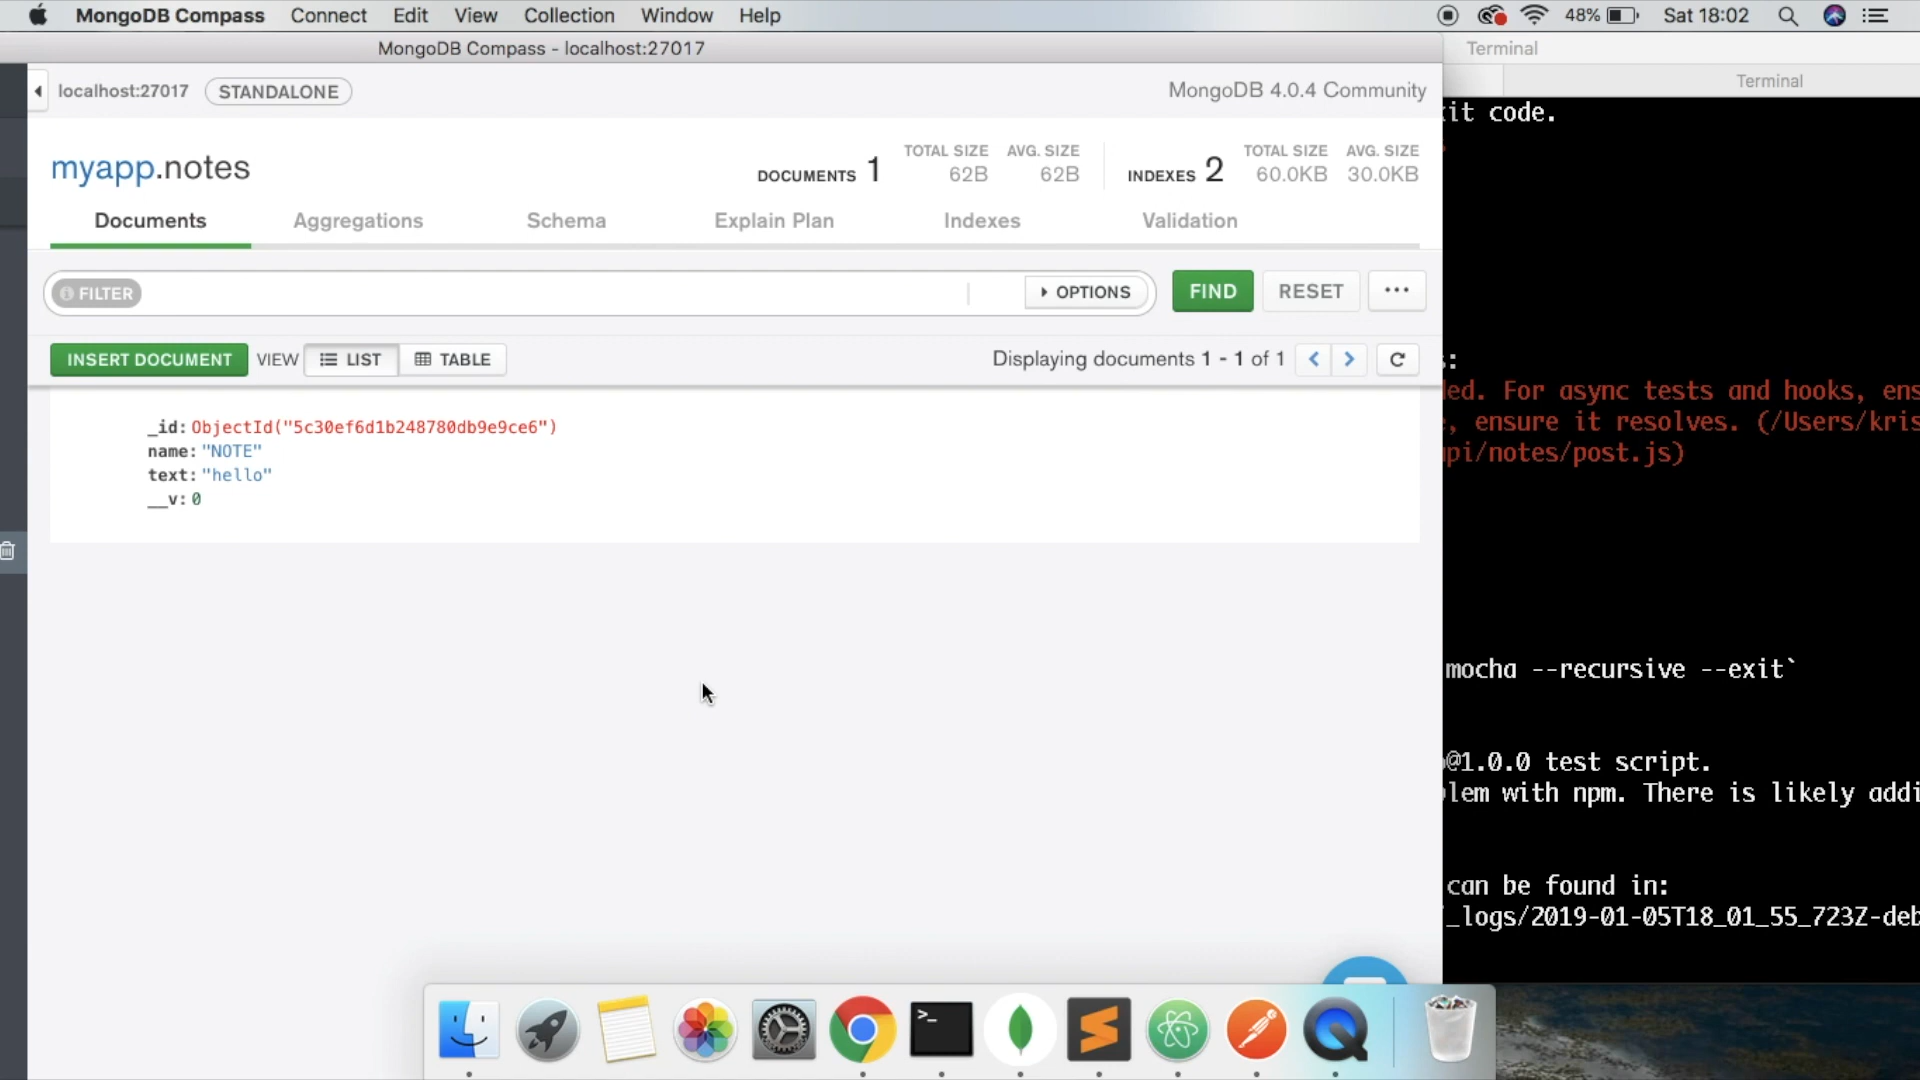 MongoDB Compass Connect Edit View Collection Window Help
48% Sat 18:02
MongoDB Compass - localhost:27017
Terminal
Terminal
localhost:27017 STANDALONE
MongoDB 4.0.4 Community
myapp.notes
DOCUMENTS 1
TOTAL SIZE 62B
AVG. SIZE 62B
INDEXES 2
TOTAL SIZE 60.0KB
AVG. SIZE 30.0KB
Documents Aggregations Schema Explain Plan Indexes Validation
FILTER
OPTIONS
FIND
RESET
...
INSERT DOCUMENT VIEW LIST TABLE
Displaying documents 1 - 1 of 1
_id: ObjectId("5c30ef6d1b248780db9e9ce6")
name: "NOTE"
text: "hello"
__v: 0
it code.
s:
ed. For async tests and hooks, ens
, ensure it resolves. (/Users/kris
pi/notes/post.js)
mocha --recursive --exit`
@1.0.0 test script.
lem with npm. There is likely addi
can be found in:
_logs/2019-01-05T18_01_55_723Z-deb
>_